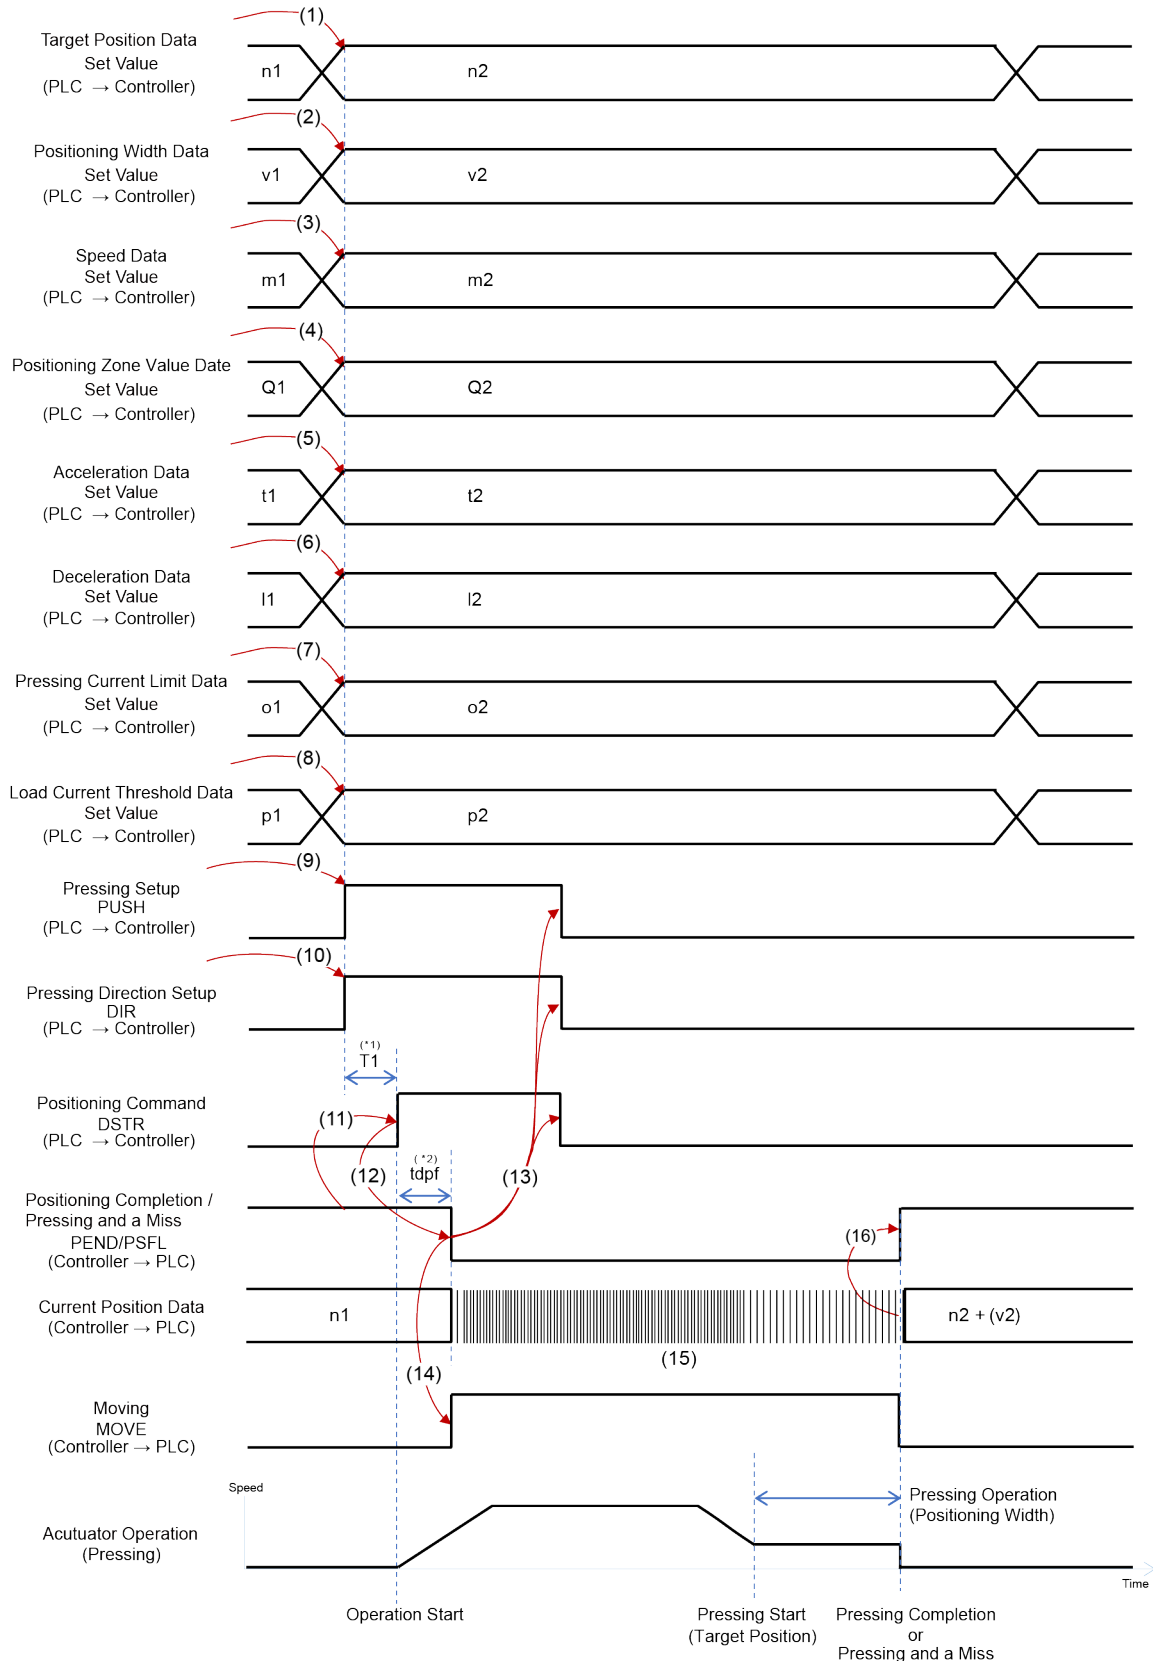 (1)
Target Position Data
Set Value
(PLC → Controller)
n1
n2
(2)
Positioning Width Data
Set Value
(PLC → Controller)
v1
v2
(3)
Speed Data
Set Value
(PLC → Controller)
m1
m2
(4)
Positioning Zone Value Date
Set Value
(PLC → Controller)
Q1
Q2
(5)
Acceleration Data
Set Value
(PLC → Controller)
t1
t2
(6)
Deceleration Data
Set Value
(PLC → Controller)
l1
l2
(7)
Pressing Current Limit Data
Set Value
(PLC → Controller)
o1
o2
(8)
Load Current Threshold Data
Set Value
(PLC → Controller)
p1
p2
(9)
Pressing Setup
PUSH
(PLC → Controller)
(10)
Pressing Direction Setup
DIR
(PLC → Controller)
(*1)
T1
Positioning Command
DSTR
(PLC → Controller)
(11)
(12)
(*2)
tdpf
(13)
Positioning Completion /
Pressing and a Miss
PEND/PSFL
(Controller → PLC)
(16)
Current Position Data
(Controller → PLC)
n1
n2 + (v2)
(15)
(14)
Moving
MOVE
(Controller → PLC)
Speed
Pressing Operation
(Positioning Width)
Acutuator Operation
(Pressing)
Time
Operation Start
Pressing Start
(Target Position)
Pressing Completion
or
Pressing and a Miss